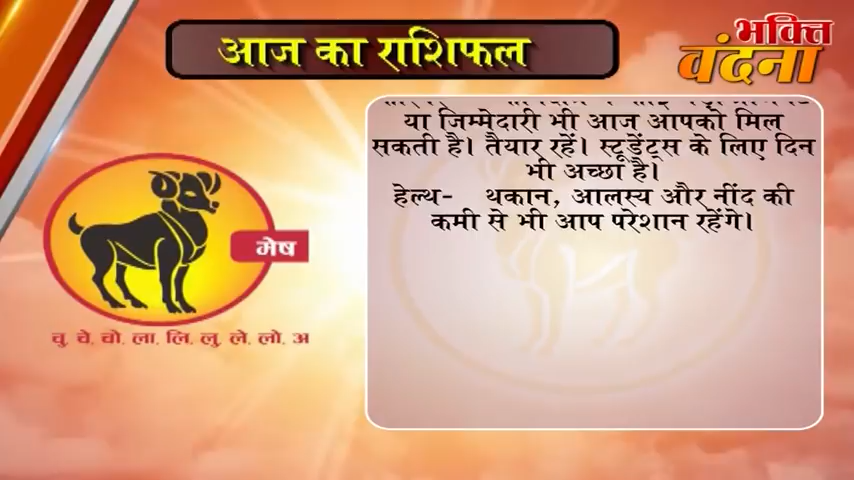 आज का राशिफल
भक्ति
वंदना
या जिम्मेदारी भी आज आपको मिल
सकती है। तैयार रहें। स्टूडेंट्स के लिए दिन
भी अच्छा है।
हेल्थ- थकान, आलस्य और नींद की
कमी से भी आप परेशान रहेंगे।
मेष
चु, चे, चो, ला, लि, लु, ले, लो, अ